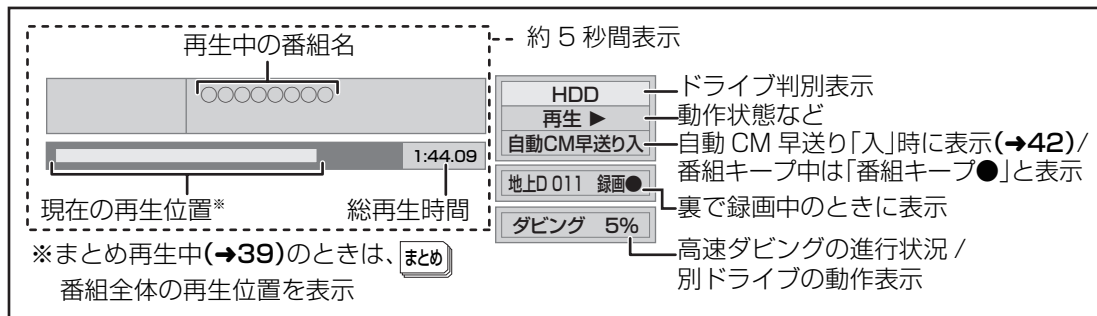 再生中の番組名
約5秒間表示
○○○○○○○○
1:44.09
現在の再生位置※
総再生時間
※まとめ再生中(➔39)のときは、まとめ
番組全体の再生位置を表示
HDD
再生 ▶
自動CM早送り入
地上D 011 録画●
ダビング 5%
ドライブ判別表示
動作状態など
自動 CM 早送り「入」時に表示(➔42)/
番組キープ中は「番組キープ●」と表示
裏で録画中のときに表示
高速ダビングの進行状況 /
別ドライブの動作表示